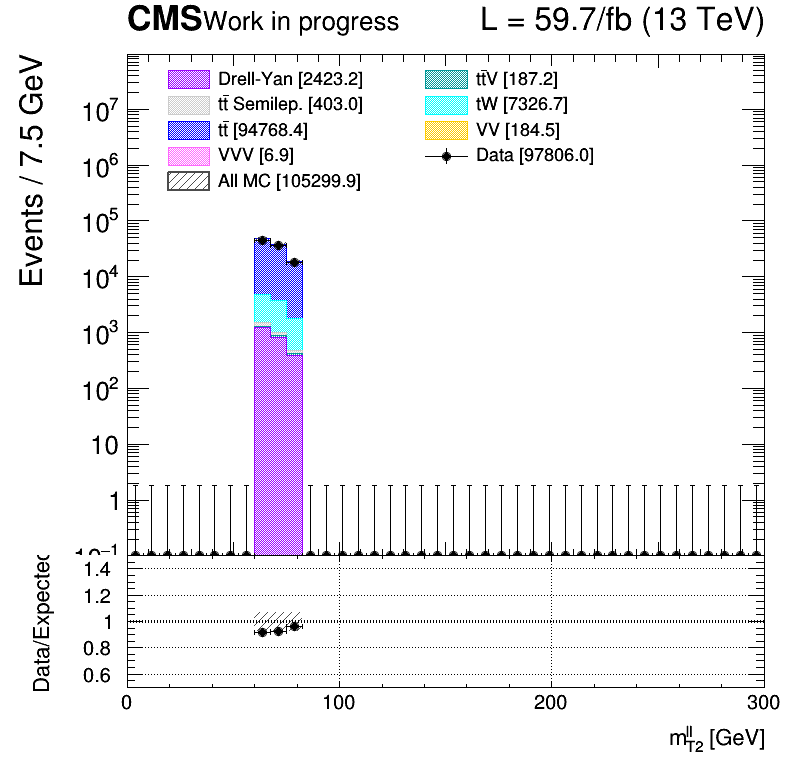 CMS Work in progress L = 59.7/fb (13 TeV)
Events / 7.5 GeV
Drell-Yan [2423.2]
tt̄ Semilep. [403.0]
tt̄ [94768.4]
VVV [6.9]
All MC [105299.9]
tt̄V [187.2]
tW [7326.7]
VV [184.5]
Data [97806.0]
10⁷
10⁶
10⁵
10⁴
10³
10²
10
1
10⁻¹
Data/Expected
1.4
1.2
1
0.8
0.6
0 100 200 300
m_{T2}^{ll} [GeV]